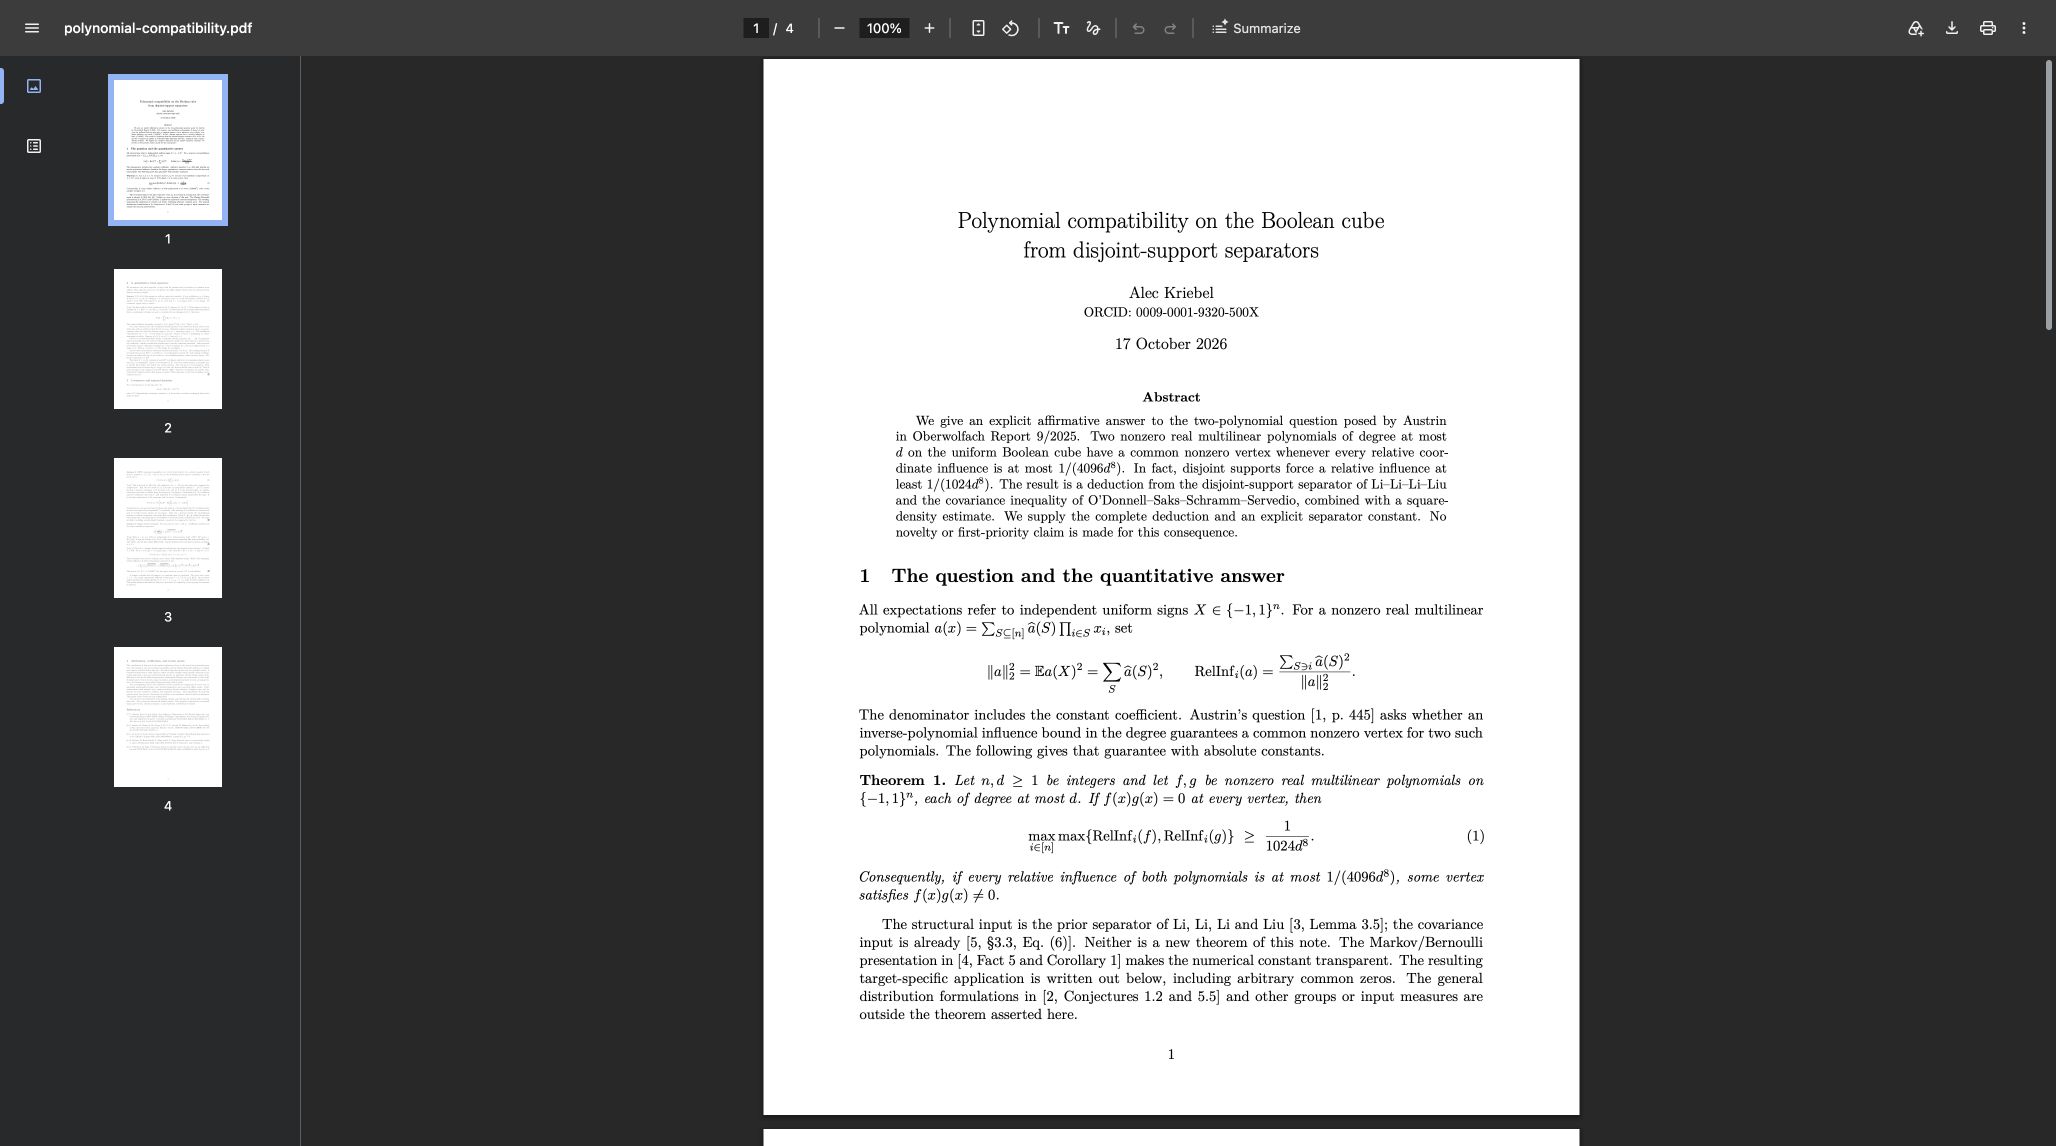 polynomial-compatibility.pdf
1 / 4
100%
Summarize
1
2
3
4
Polynomial compatibility on the Boolean cube
from disjoint-support separators
Alec Kriebel
ORCID: 0009-0001-9320-500X
17 October 2026
Abstract
We give an explicit affirmative answer to the two-polynomial question posed by Austrin
in Oberwolfach Report 9/2025. Two nonzero real multilinear polynomials of degree at most
d on the uniform Boolean cube have a common nonzero vertex whenever every relative coor-
dinate influence is at most 1/(4096d⁸). In fact, disjoint supports force a relative influence at
least 1/(1024d⁸). The result is a deduction from the disjoint-support separator of Li–Li–Li–Liu
and the covariance inequality of O'Donnell–Saks–Schramm–Servedio, combined with a square-
density estimate. We supply the complete deduction and an explicit separator constant. No
novelty or first-priority claim is made for this consequence.
1 The question and the quantitative answer
All expectations refer to independent uniform signs X ∈ {−1, 1}ⁿ. For a nonzero real multilinear
polynomial a(x) = ∑_{S⊆[n]} â(S) ∏_{i∈S} x_i, set
‖a‖₂² = 𝔼a(X)² = ∑_S â(S)², RelInf_i(a) = ∑_{S∋i} â(S)² / ‖a‖₂².
The denominator includes the constant coefficient. Austrin's question [1, p. 445] asks whether an
inverse-polynomial influence bound in the degree guarantees a common nonzero vertex for two such
polynomials. The following gives that guarantee with absolute constants.
Theorem 1. Let n, d ≥ 1 be integers and let f, g be nonzero real multilinear polynomials on
{−1, 1}ⁿ, each of degree at most d. If f(x)g(x) = 0 at every vertex, then
max_{i∈[n]} max{RelInf_i(f), RelInf_i(g)} ≥ 1/1024d⁸. (1)
Consequently, if every relative influence of both polynomials is at most 1/(4096d⁸), some vertex
satisfies f(x)g(x) ≠ 0.
The structural input is the prior separator of Li, Li, Li and Liu [3, Lemma 3.5]; the covariance
input is already [5, §3.3, Eq. (6)]. Neither is a new theorem of this note. The Markov/Bernoulli
presentation in [4, Fact 5 and Corollary 1] makes the numerical constant transparent. The resulting
target-specific application is written out below, including arbitrary common zeros. The general
distribution formulations in [2, Conjectures 1.2 and 5.5] and other groups or input measures are
outside the theorem asserted here.
1